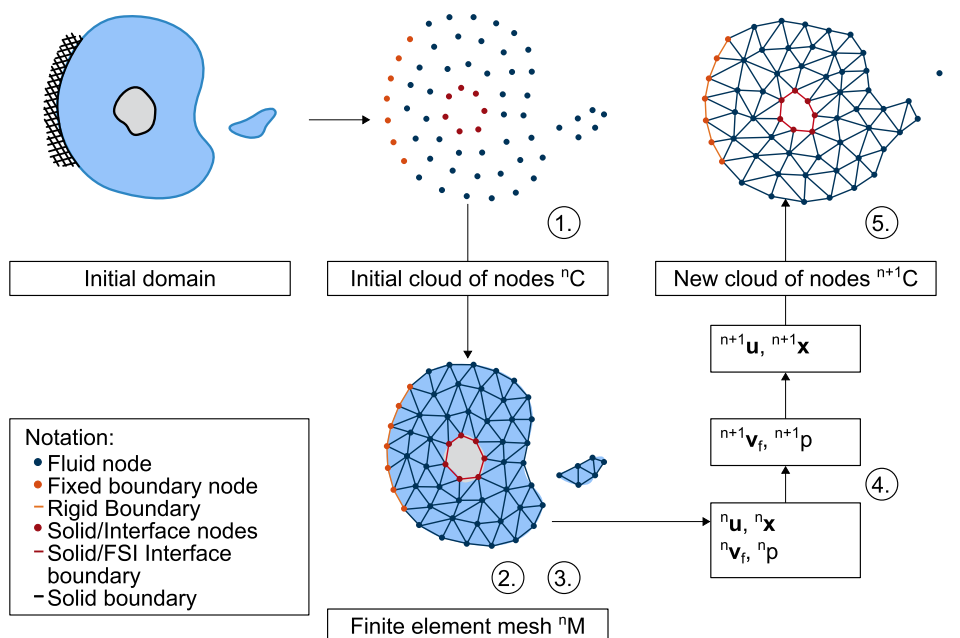 1.
5.
Initial domain
Initial cloud of nodes ⁿC
New cloud of nodes ⁿ⁺¹C
ⁿ⁺¹u, ⁿ⁺¹x
Notation:
Fluid node
Fixed boundary node
Rigid Boundary
Solid/Interface nodes
Solid/FSI Interface
boundary
Solid boundary
ⁿ⁺¹v_f, ⁿ⁺¹p
4.
ⁿu, ⁿx
ⁿv_f, ⁿp
2.
3.
Finite element mesh ⁿM